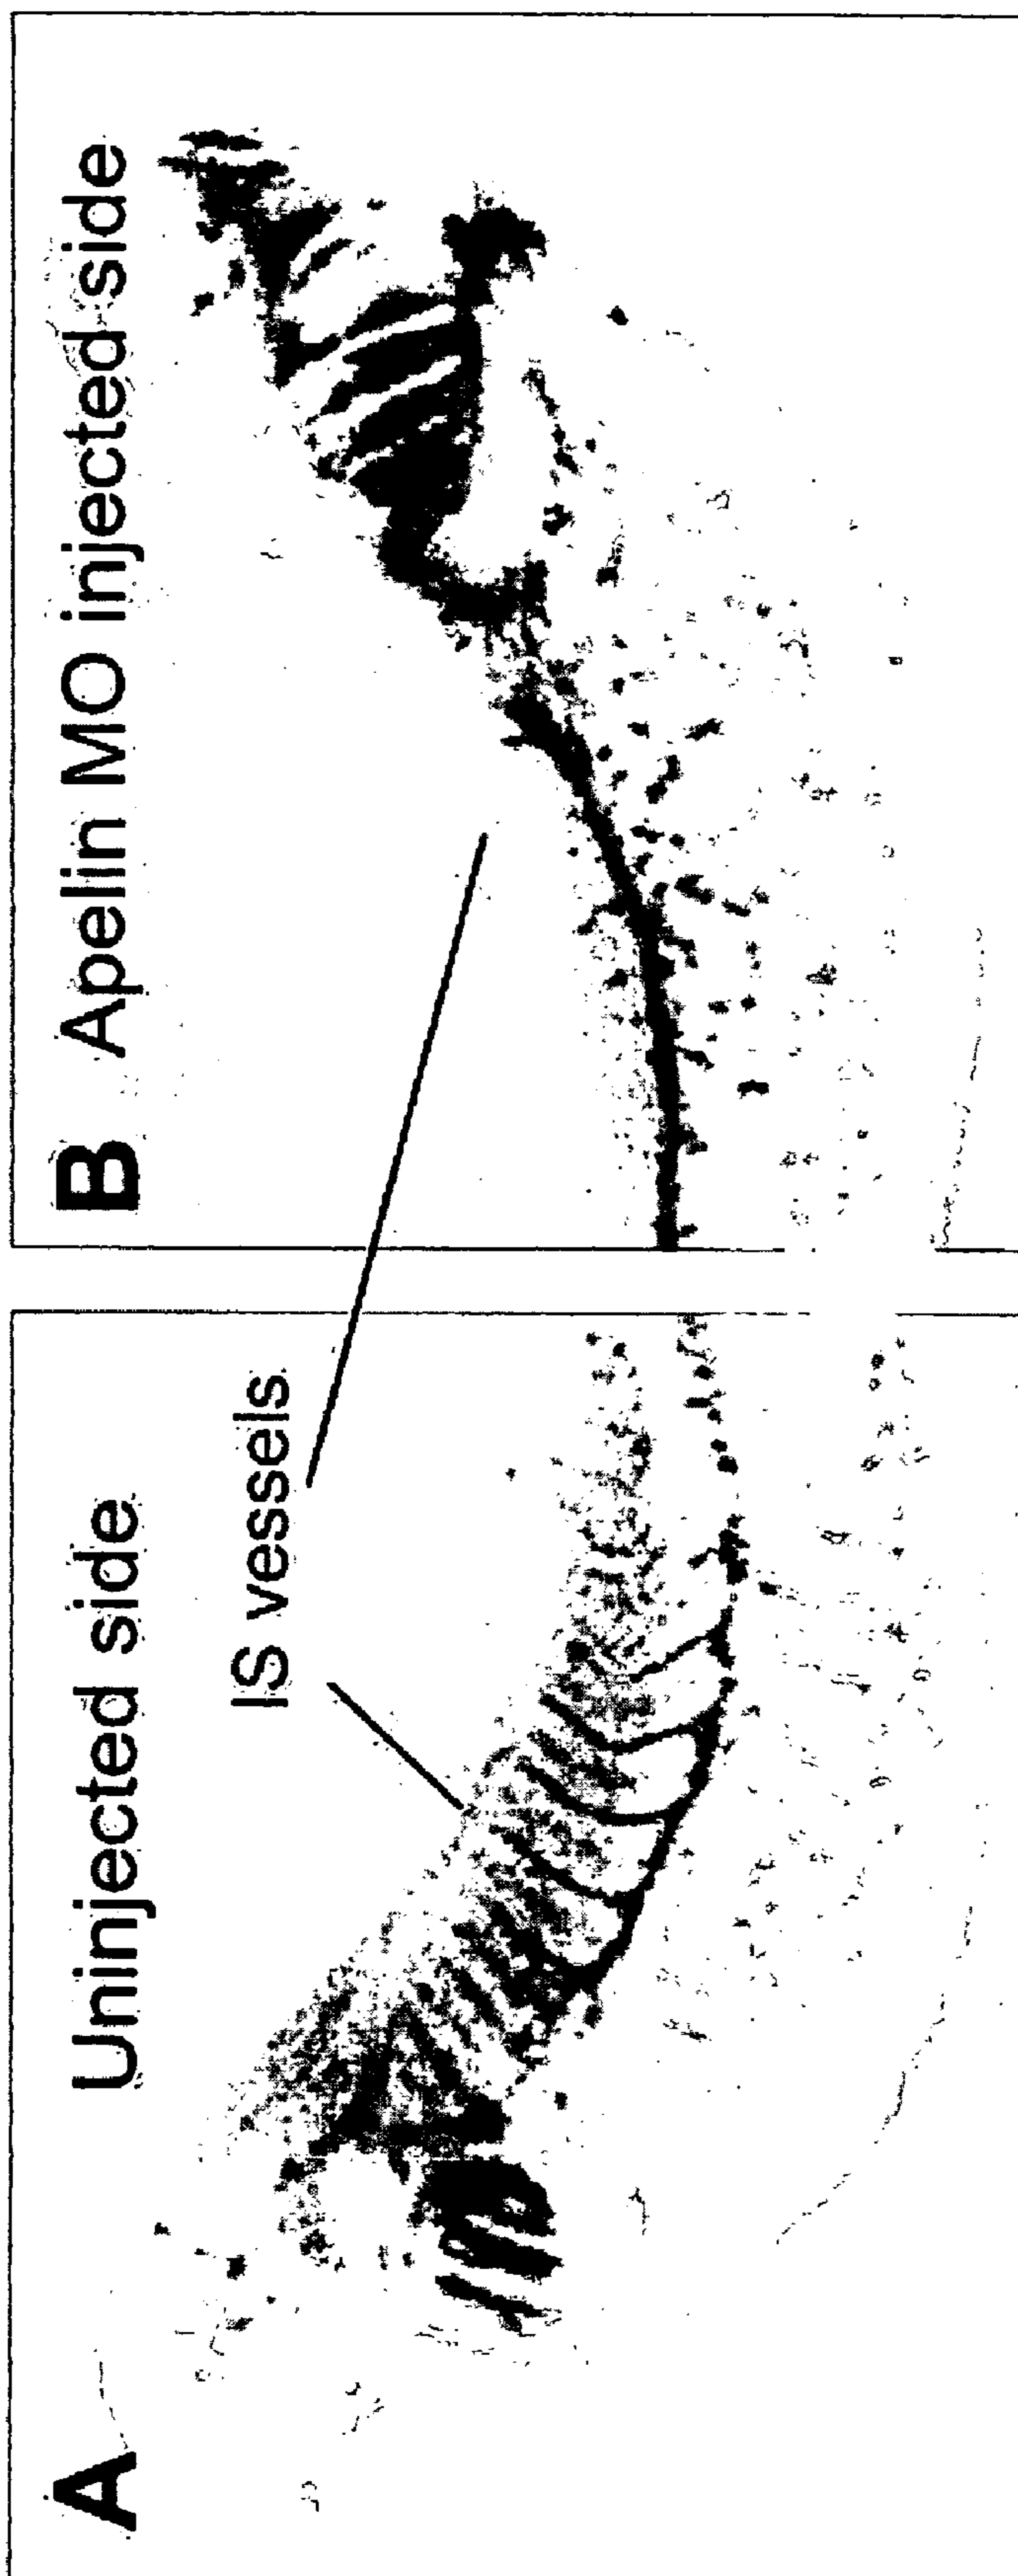 A Uninjected side
IS vessels
B Apelin MO injected side